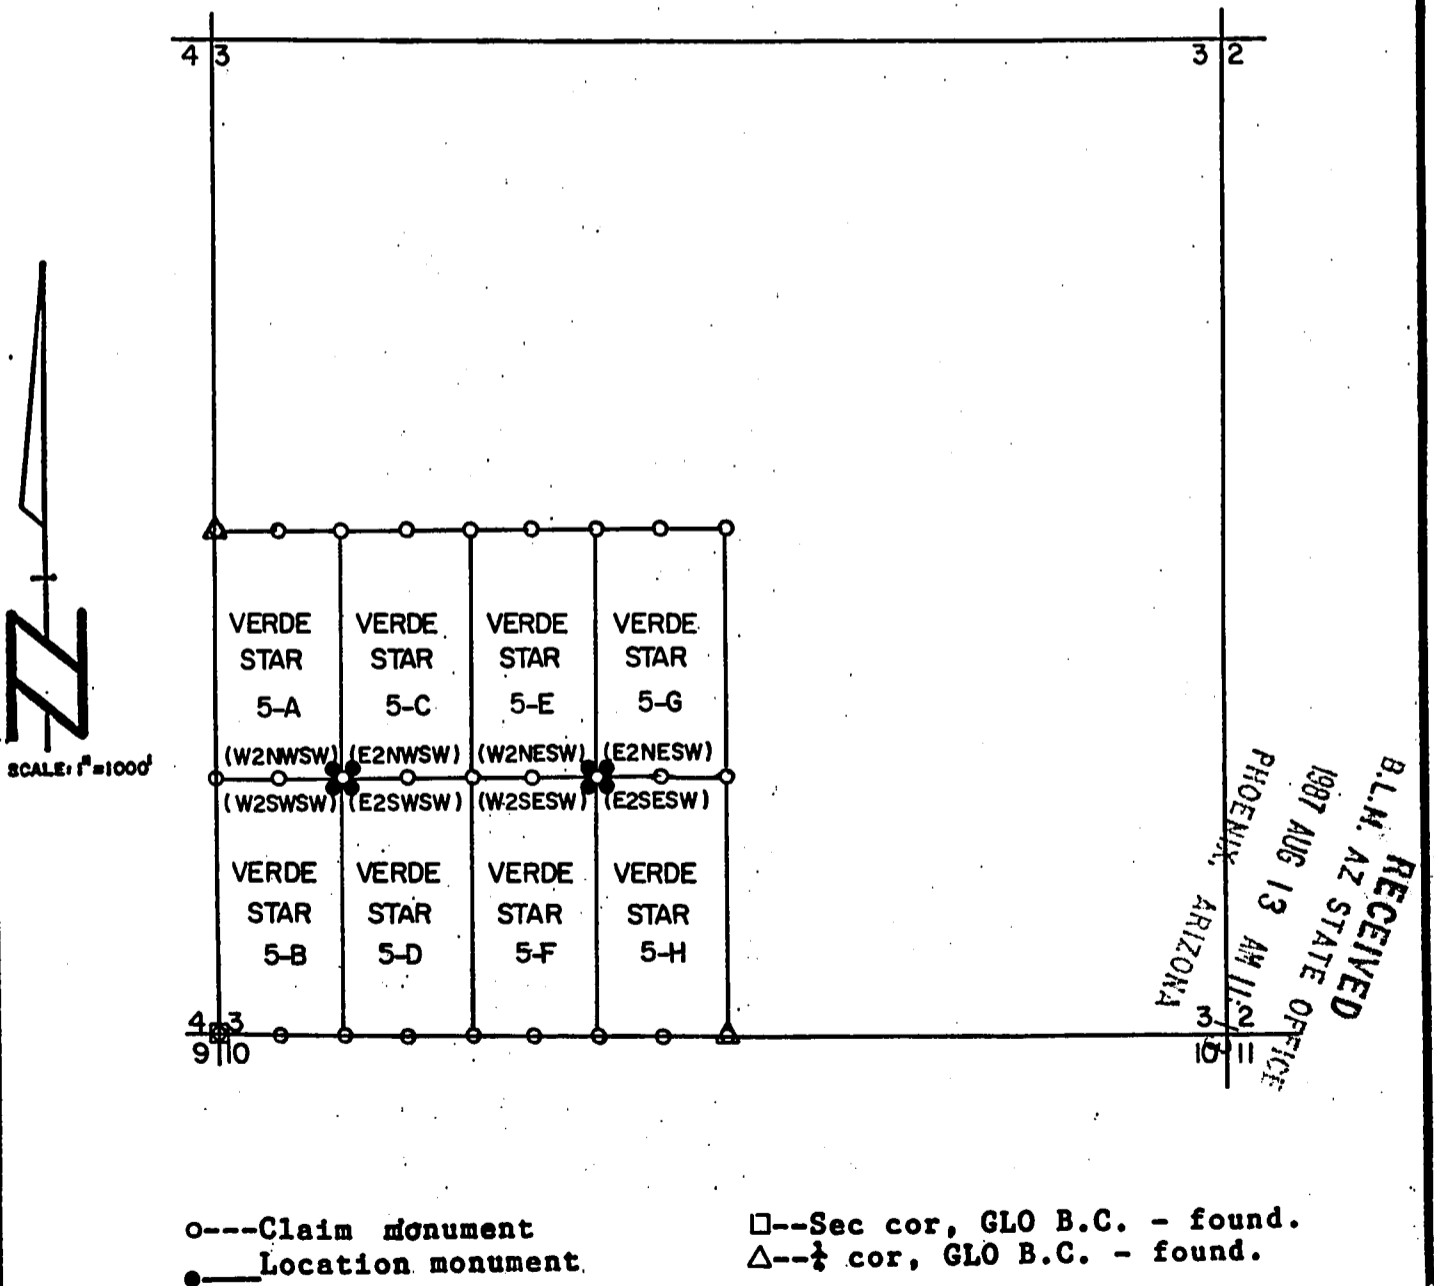 4 3
3 2
VERDE STAR 5-A
VERDE STAR 5-C
VERDE STAR 5-E
VERDE STAR 5-G
(W2NWSW) (E2NWSW) (W2NESW) (E2NESW)
N
SCALE: 1"=1000'
(W2SWSW) (E2SWSW) (W2SESW) (E2SESW)
VERDE STAR 5-B
VERDE STAR 5-D
VERDE STAR 5-F
VERDE STAR 5-H
RECEIVED
B.L.M. AZ STATE OFFICE
1987 AUG 13 AM 11:
PHOENIX, ARIZONA
4 3
9 10
3 2
10 11
o---Claim monument
●—Location monument
□--Sec cor, GLO B.C. - found.
△--¼ cor, GLO B.C. - found.